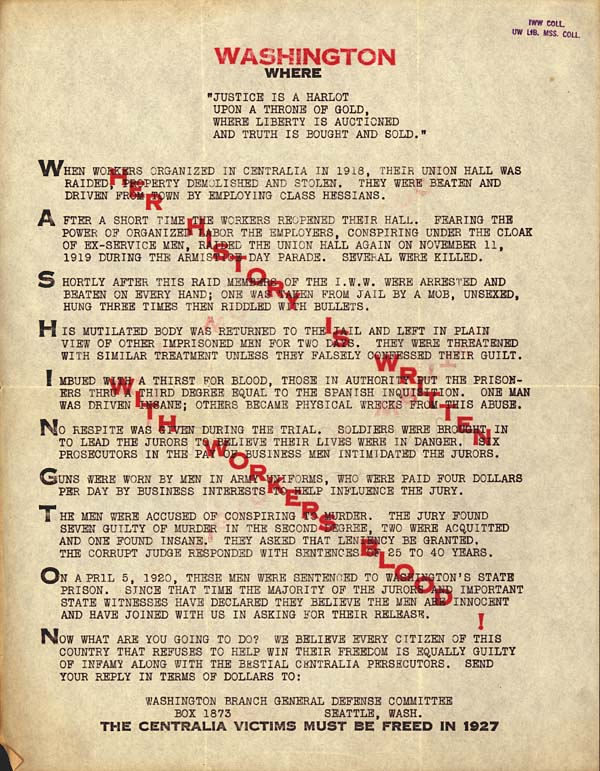 IWW COLL.
UW LIB. MSS. COLL.
WASHINGTON
WHERE
"JUSTICE IS A HARLOT
UPON A THRONE OF GOLD,
WHERE LIBERTY IS AUCTIONED
AND TRUTH IS BOUGHT AND SOLD."
WHEN WORKERS ORGANIZED IN CENTRALIA IN 1918, THEIR UNION HALL WAS
RAIDED, PROPERTY DEMOLISHED AND STOLEN. THEY WERE BEATEN AND
DRIVEN FROM TOWN BY EMPLOYING CLASS HESSIANS.
AFTER A SHORT TIME THE WORKERS REOPENED THEIR HALL. FEARING THE
POWER OF ORGANIZED LABOR THE EMPLOYERS, CONSPIRING UNDER THE CLOAK
OF EX-SERVICE MEN, RAIDED THE UNION HALL AGAIN ON NOVEMBER 11,
1919 DURING THE ARMISTICE DAY PARADE. SEVERAL WERE KILLED.
SHORTLY AFTER THIS RAID MEMBERS OF THE I.W.W. WERE ARRESTED AND
BEATEN ON EVERY HAND; ONE WAS TAKEN FROM JAIL BY A MOB, UNSEXED,
HUNG THREE TIMES THEN RIDDLED WITH BULLETS.
HIS MUTILATED BODY WAS RETURNED TO THE JAIL AND LEFT IN PLAIN
VIEW OF OTHER IMPRISONED MEN FOR TWO DAYS. THEY WERE THREATENED
WITH SIMILAR TREATMENT UNLESS THEY FALSELY CONFESSED THEIR GUILT.
IMBUED WITH A THIRST FOR BLOOD, THOSE IN AUTHORITY PUT THE PRISON-
ERS THRU A THIRD DEGREE EQUAL TO THE SPANISH INQUISITION. ONE MAN
WAS DRIVEN INSANE; OTHERS BECAME PHYSICAL WRECKS FROM THIS ABUSE.
NO RESPITE WAS GIVEN DURING THE TRIAL. SOLDIERS WERE BROUGHT IN
TO LEAD THE JURORS TO BELIEVE THEIR LIVES WERE IN DANGER. SIX
PROSECUTORS IN THE PAY OF BUSINESS MEN INTIMIDATED THE JURORS.
GUNS WERE WORN BY MEN IN ARMY UNIFORMS, WHO WERE PAID FOUR DOLLARS
PER DAY BY BUSINESS INTERESTS TO HELP INFLUENCE THE JURY.
THE MEN WERE ACCUSED OF CONSPIRING TO MURDER. THE JURY FOUND
SEVEN GUILTY OF MURDER IN THE SECOND DEGREE, TWO WERE ACQUITTED
AND ONE FOUND INSANE. THEY ASKED THAT LENIENCY BE GRANTED.
THE CORRUPT JUDGE RESPONDED WITH SENTENCES OF 25 TO 40 YEARS.
ON APRIL 5, 1920, THESE MEN WERE SENTENCED TO WASHINGTON'S STATE
PRISON. SINCE THAT TIME THE MAJORITY OF THE JURORS AND IMPORTANT
STATE WITNESSES HAVE DECLARED THEY BELIEVE THE MEN ARE INNOCENT
AND HAVE JOINED WITH US IN ASKING FOR THEIR RELEASE.
NOW WHAT ARE YOU GOING TO DO? WE BELIEVE EVERY CITIZEN OF THIS
COUNTRY THAT REFUSES TO HELP WIN THEIR FREEDOM IS EQUALLY GUILTY
OF INFAMY ALONG WITH THE BESTIAL CENTRALIA PERSECUTORS. SEND
YOUR REPLY IN TERMS OF DOLLARS TO:
WASHINGTON BRANCH GENERAL DEFENSE COMMITTEE
BOX 1873 SEATTLE, WASH.
THE CENTRALIA VICTIMS MUST BE FREED IN 1927
HER HISTORY IS WRITTEN
WITH WORKERS BLOOD!